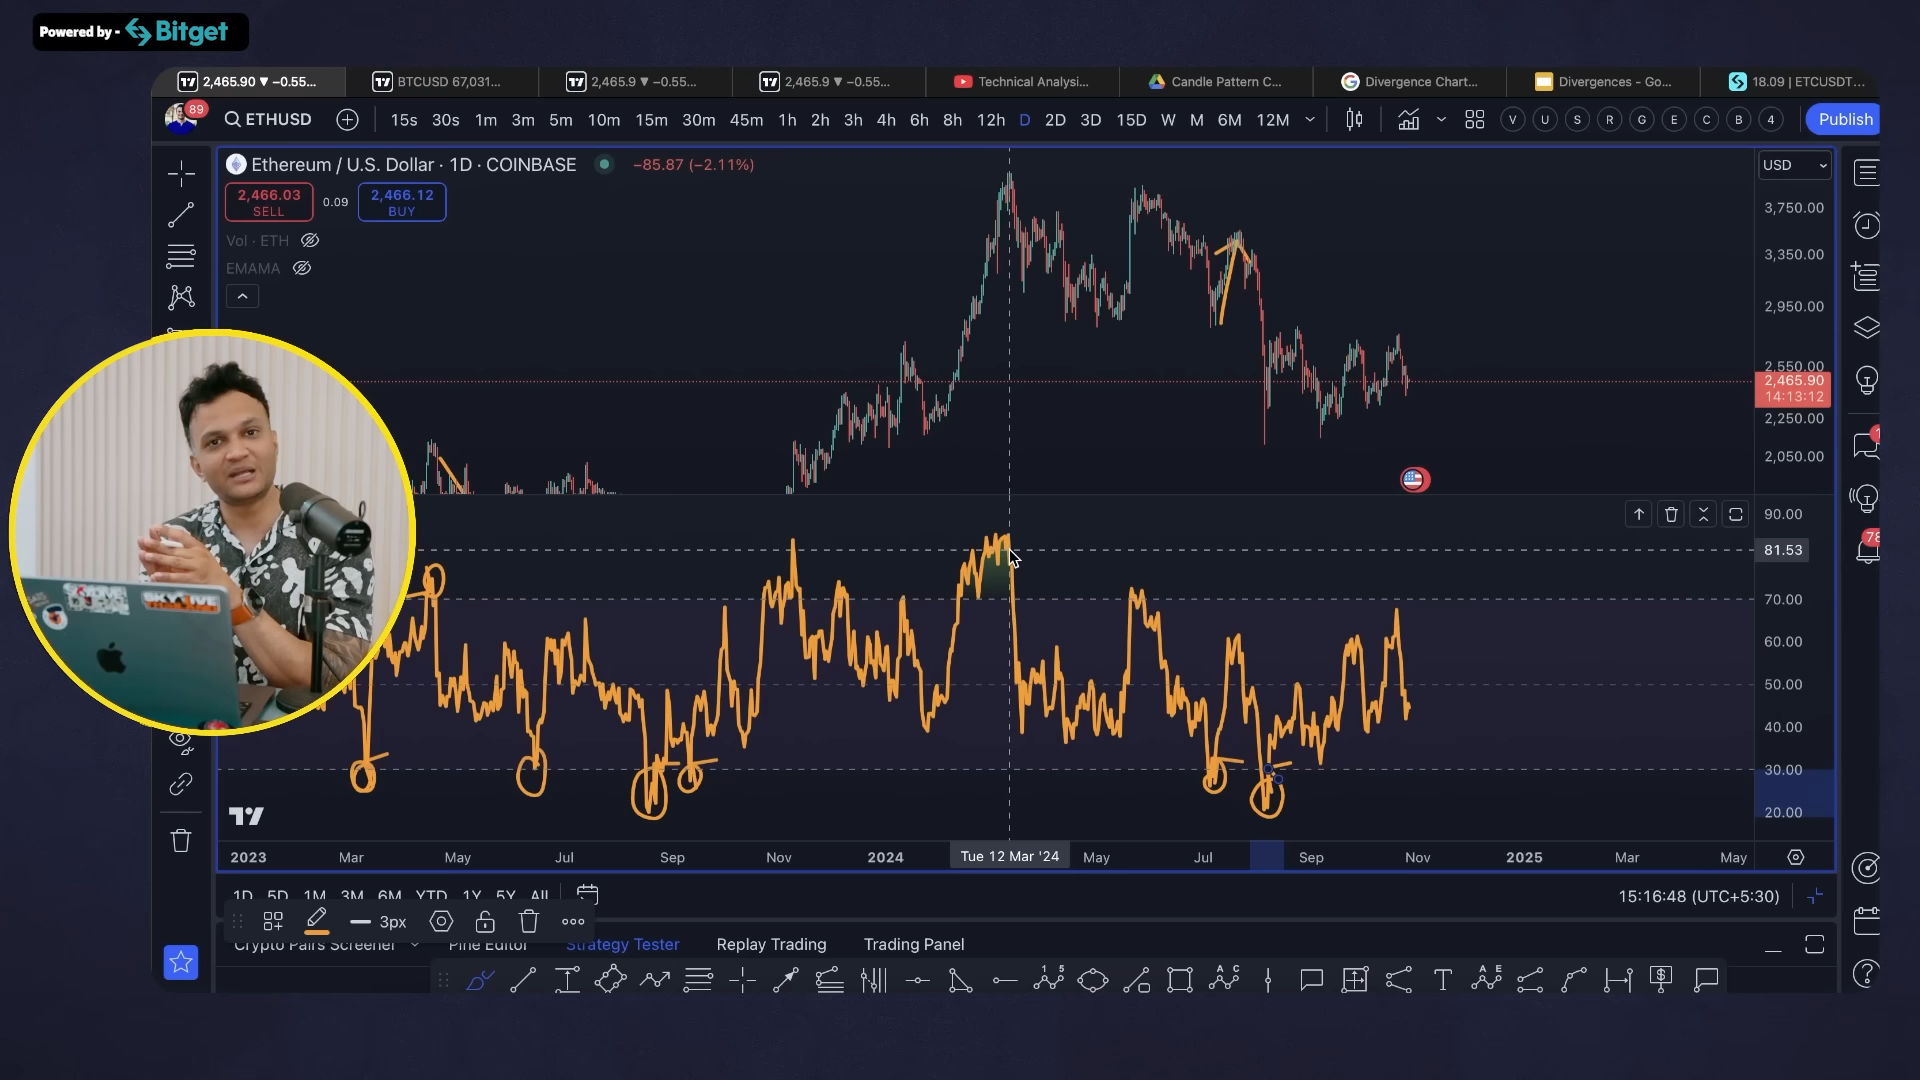 Powered by - Bitget
2,465.90 ▼ −0.55...
BTCUSD 67,031...
2,465.9 ▼ −0.55...
2,465.9 ▼ −0.55...
Technical Analysi...
Candle Pattern C...
Divergence Chart...
Divergences - Go...
18.09 | ETCUSDT...
89
ETHUSD
15s 30s 1m 3m 5m 10m 15m 30m 45m 1h 2h 3h 4h 6h 8h 12h D 2D 3D 15D W M 6M 12M
V U S R G E C B 4
Publish
Ethereum / U.S. Dollar · 1D · COINBASE
−85.87 (−2.11%)
USD
2,466.03
SELL
0.09
2,466.12
BUY
Vol · ETH
EMAMA
3,750.00
3,350.00
2,950.00
2,550.00
2,465.90
14:13:12
2,250.00
2,050.00
90.00
81.53
70.00
60.00
50.00
40.00
30.00
20.00
78
2023 Mar May Jul Sep Nov 2024 Tue 12 Mar '24 May Jul Sep Nov 2025 Mar May
1D 5D 1M 3M 6M YTD 1Y 5Y All
15:16:48 (UTC+5:30)
3px
Crypto Pairs Screener Pine Editor Strategy Tester Replay Trading Trading Panel